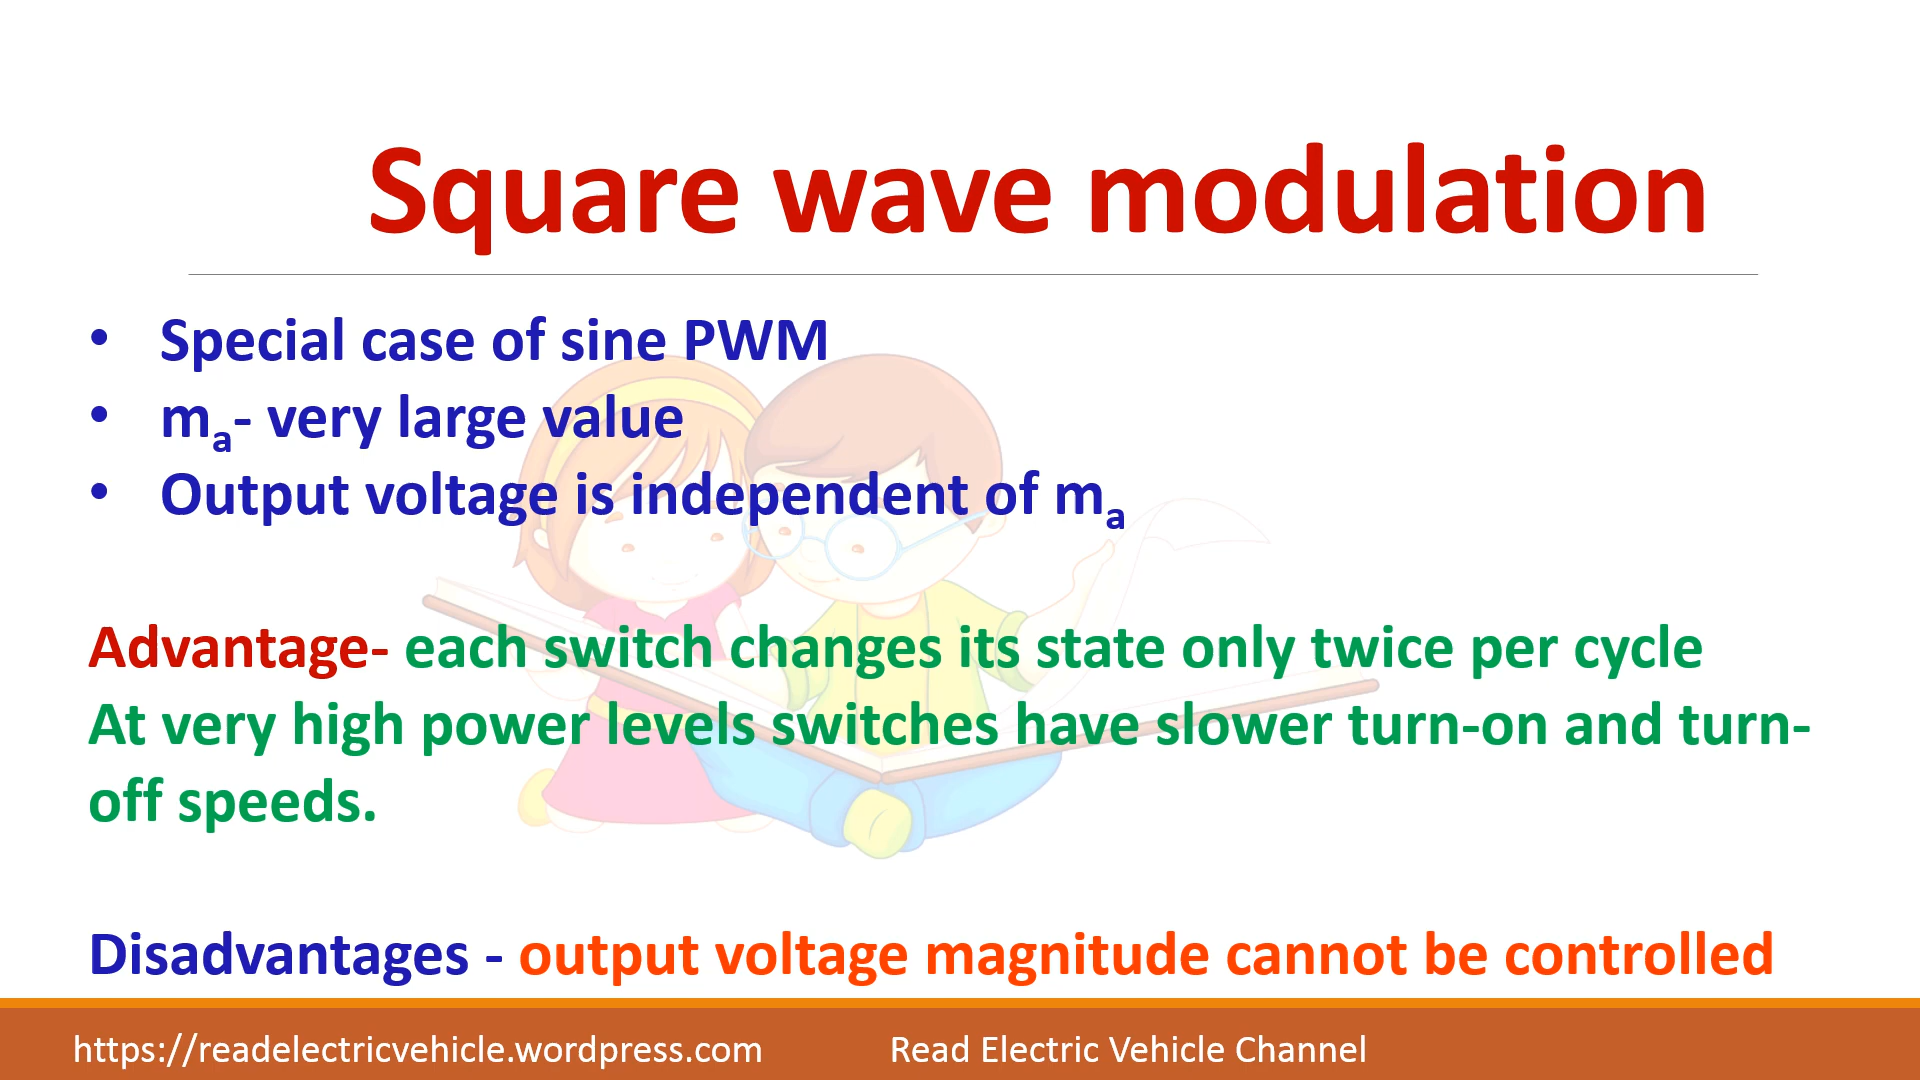 Square wave modulation
• Special case of sine PWM
• mₐ- very large value
• Output voltage is independent of mₐ
Advantage- each switch changes its state only twice per cycle
At very high power levels switches have slower turn-on and turn-
off speeds.
Disadvantages - output voltage magnitude cannot be controlled
https://readelectricvehicle.wordpress.com Read Electric Vehicle Channel